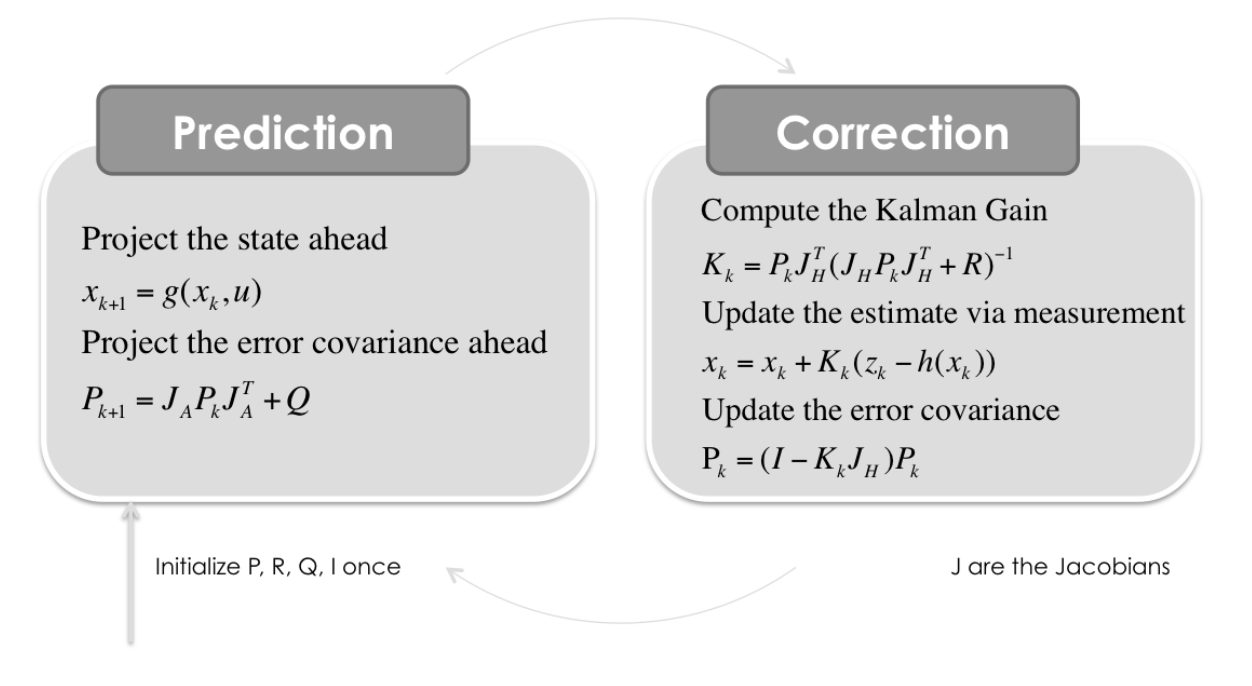 Prediction
Project the state ahead
x_{k+1} = g(x_k, u)
Project the error covariance ahead
P_{k+1} = J_A P_k J_A^T + Q
Initialize P, R, Q, I once
Correction
Compute the Kalman Gain
K_k = P_k J_H^T (J_H P_k J_H^T + R)^{-1}
Update the estimate via measurement
x_k = x_k + K_k (z_k − h(x_k))
Update the error covariance
P_k = (I − K_k J_H) P_k
J are the Jacobians